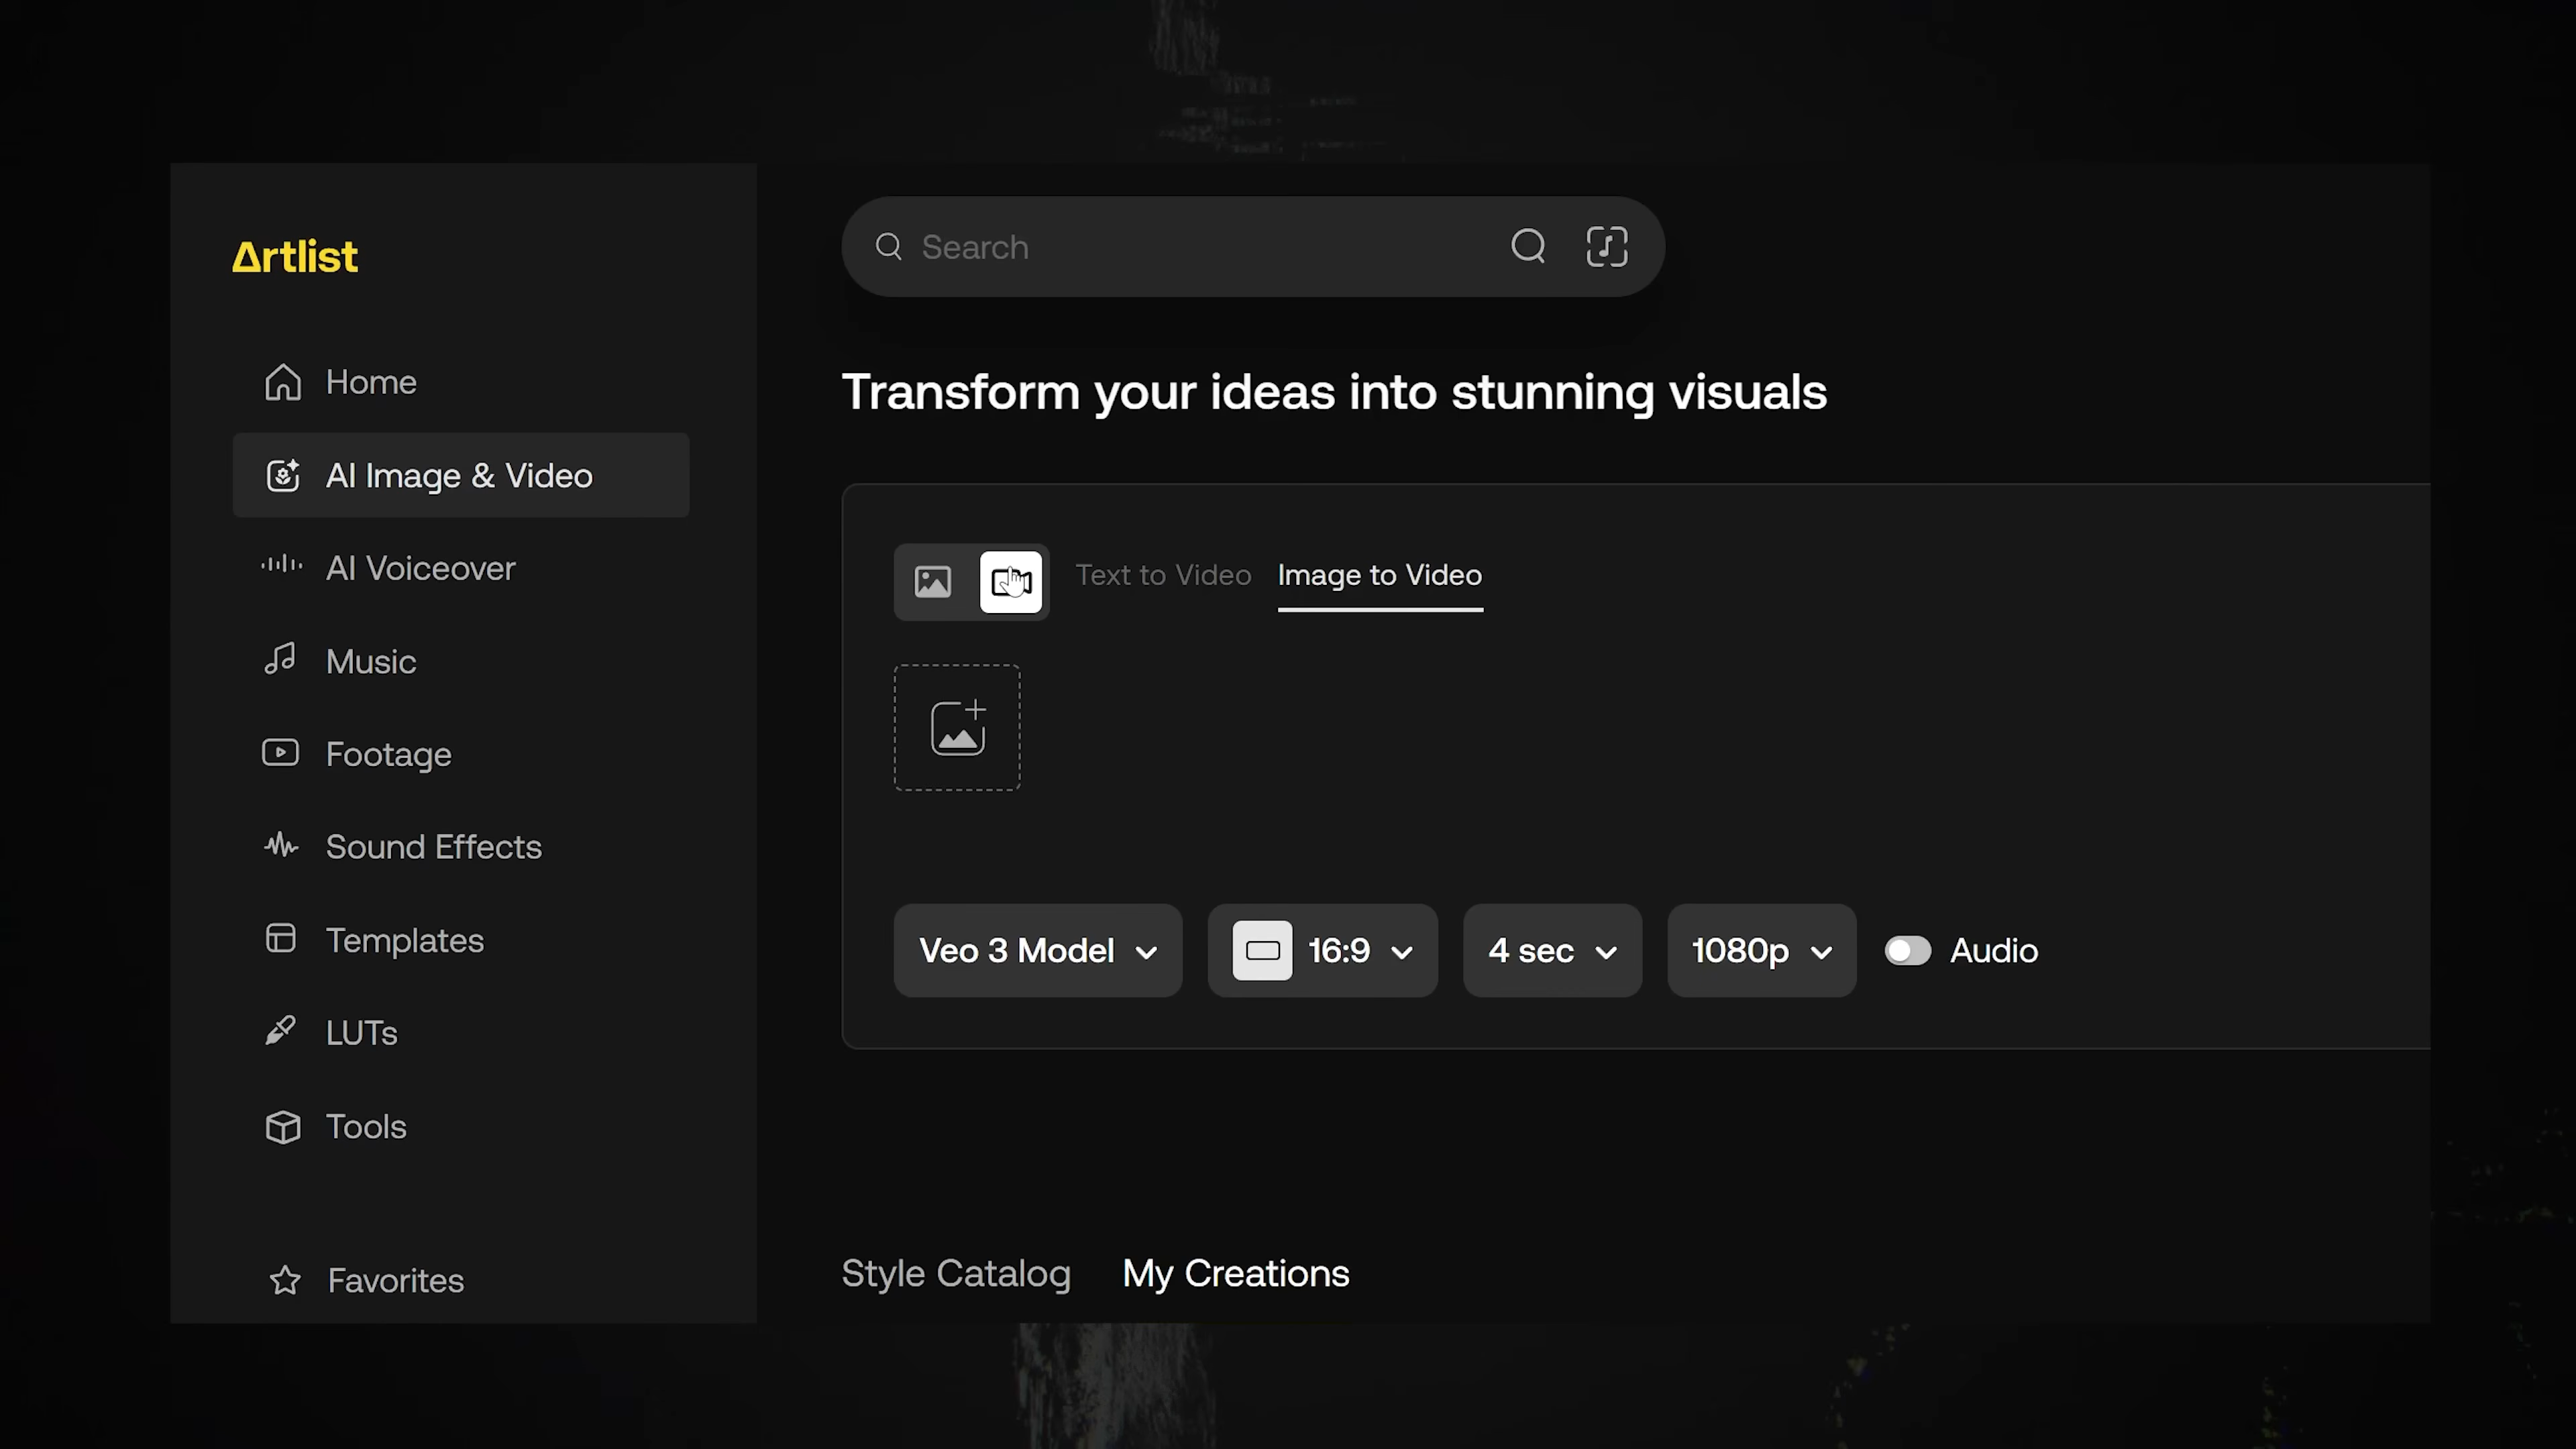 Artlist
Home
AI Image & Video
AI Voiceover
Music
Footage
Sound Effects
Templates
LUTs
Tools
Favorites
Search
Transform your ideas into stunning visuals
Text to Video Image to Video
Veo 3 Model 16:9 4 sec 1080p Audio
Style Catalog My Creations